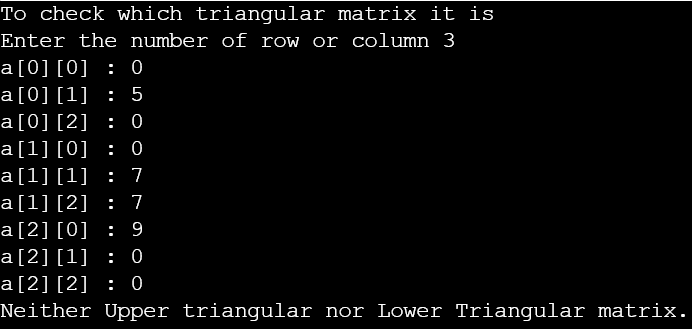 To check which triangular matrix it is
Enter the number of row or column 3
a[0][0] : 0
a[0][1] : 5
a[0][2] : 0
a[1][0] : 0
a[1][1] : 7
a[1][2] : 7
a[2][0] : 9
a[2][1] : 0
a[2][2] : 0
Neither Upper triangular nor Lower Triangular matrix.